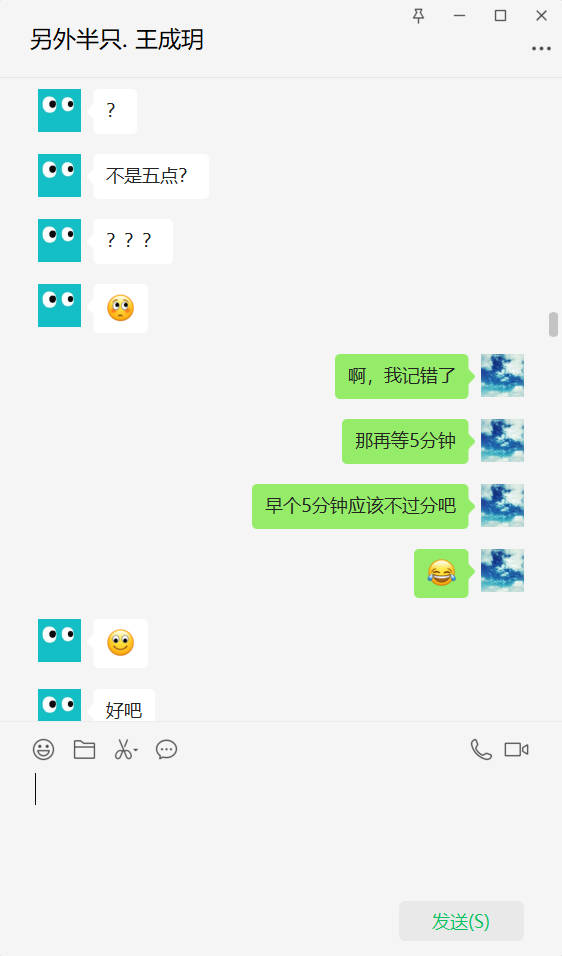 另外半只. 王成玥
?
不是五点?
? ? ?
啊，我记错了
那再等5分钟
早个5分钟应该不过分吧
好吧
发送(S)